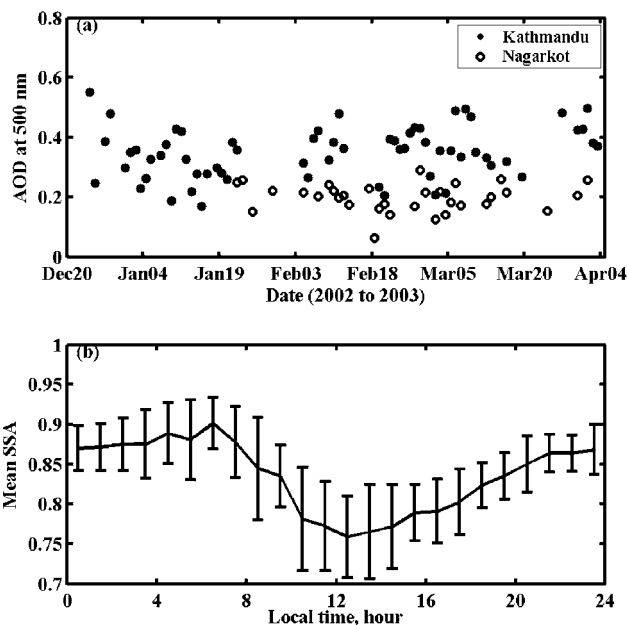 0.8
(a)
Kathmandu
Nagarkot
0.6
0.4
0.2
0
AOD at 500 nm
Dec20 Jan04 Jan19 Feb03 Feb18 Mar05 Mar20 Apr04
Date (2002 to 2003)
1
(b)
0.95
0.9
0.85
0.8
0.75
0.7
Mean SSA
0 4 8 12 16 20 24
Local time, hour